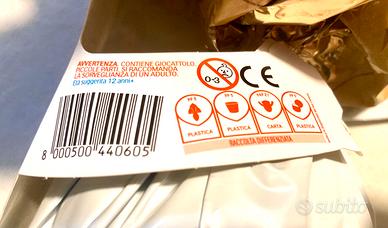 AVVERTENZA. CONTIENE GIOCATTOLO.
PICCOLE PARTI. SI RACCOMANDA
LA SORVEGLIANZA DI UN ADULTO.
Età suggerita 12 anni+
0-3
CE
PLASTICA
PLASTICA
CARTA
PLASTICA
RACCOLTA DIFFERENZIATA
8 000500 440605
subito